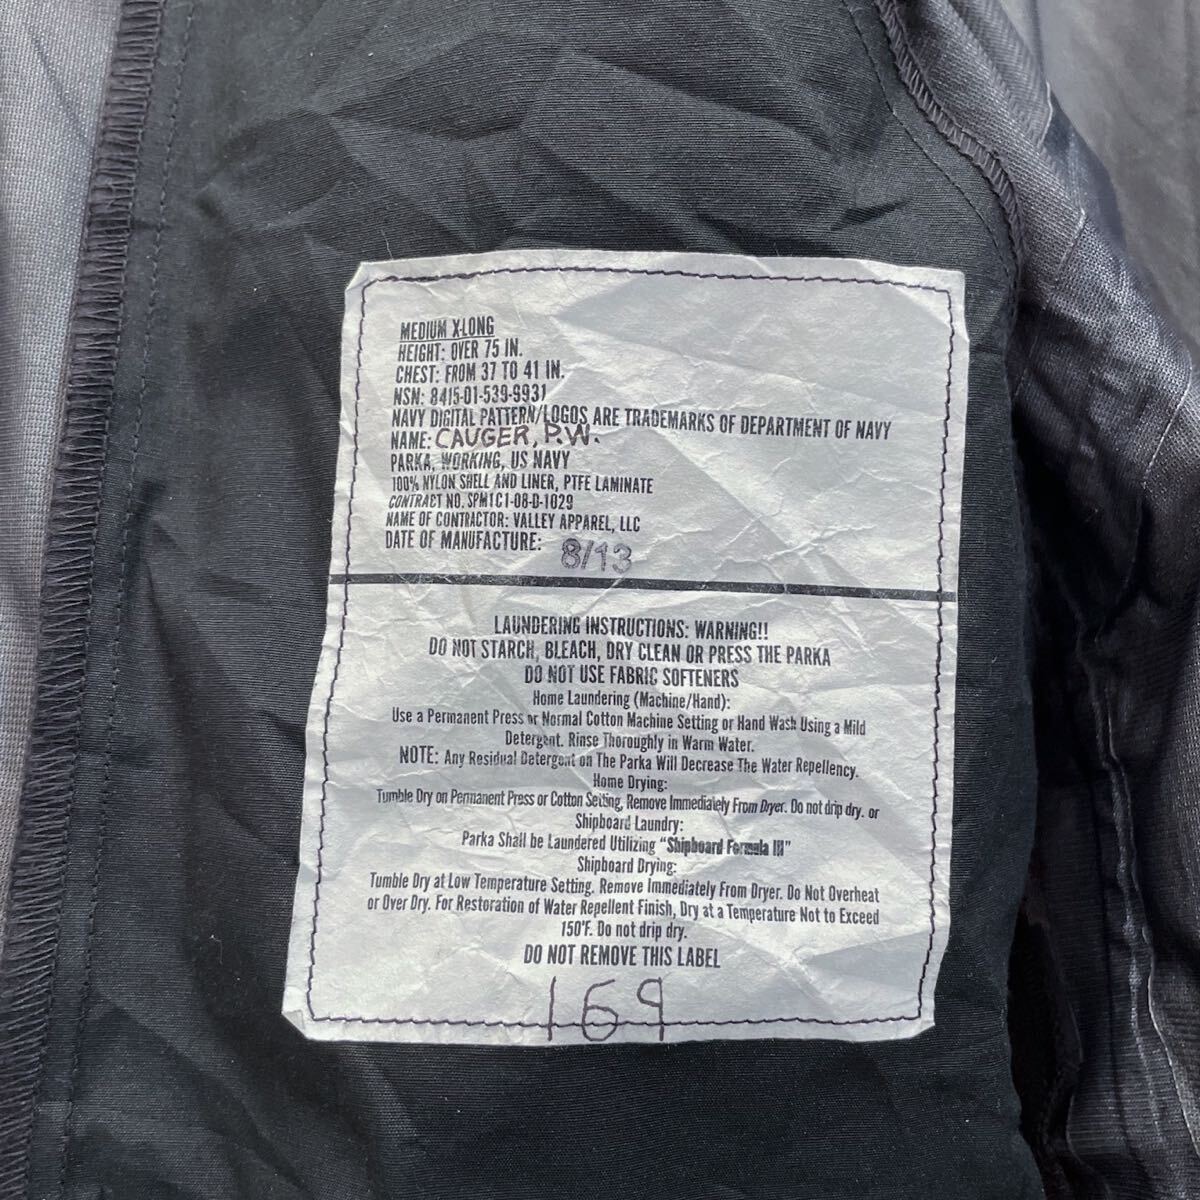 MEDIUM X-LONG
HEIGHT: OVER 75 IN.
CHEST: FROM 37 TO 41 IN.
NSN: 8415-01-539-9931
NAVY DIGITAL PATTERN/LOGOS ARE TRADEMARKS OF DEPARTMENT OF NAVY
NAME: CAUGER, P.W.
PARKA, WORKING, US NAVY
100% NYLON SHELL AND LINER, PTFE LAMINATE
CONTRACT NO. SPM1C1-08-D-1029
NAME OF CONTRACTOR: VALLEY APPAREL, LLC
DATE OF MANUFACTURE: 8/13
LAUNDERING INSTRUCTIONS: WARNING!!
DO NOT STARCH, BLEACH, DRY CLEAN OR PRESS THE PARKA
DO NOT USE FABRIC SOFTENERS
Home Laundering (Machine/Hand):
Use a Permanent Press or Normal Cotton Machine Setting or Hand Wash Using a Mild
Detergent. Rinse Thoroughly in Warm Water.
NOTE: Any Residual Detergent on The Parka Will Decrease The Water Repellency.
Home Drying:
Tumble Dry on Permanent Press or Cotton Setting, Remove Immediately From Dryer. Do not drip dry. or
Shipboard Laundry:
Parka Shall be Laundered Utilizing "Shipboard Formula III"
Shipboard Drying:
Tumble Dry at Low Temperature Setting. Remove Immediately From Dryer. Do Not Overheat
or Over Dry. For Restoration of Water Repellent Finish, Dry at a Temperature Not to Exceed
150°F. Do not drip dry.
DO NOT REMOVE THIS LABEL
169